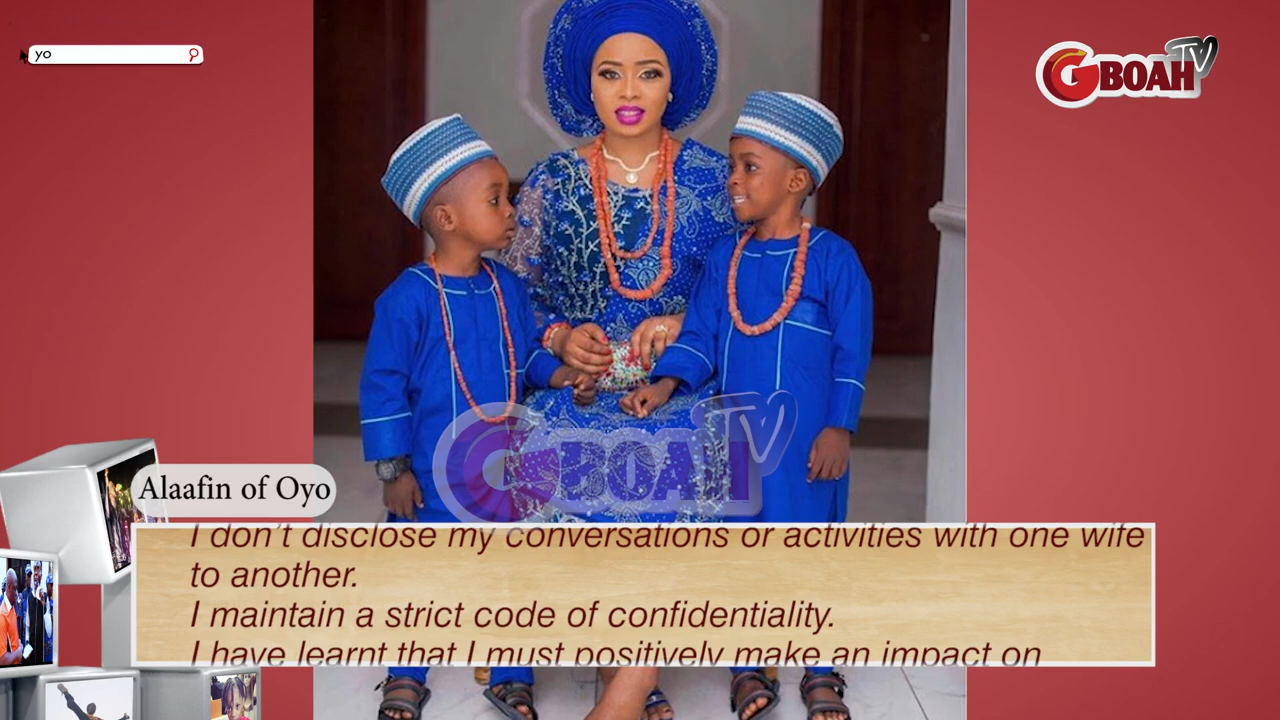 yo
GBOAH TV
GBOAH TV
Alaafin of Oyo
I don't disclose my conversations or activities with one wife
to another.
I maintain a strict code of confidentiality.
I have learnt that I must positively make an impact on